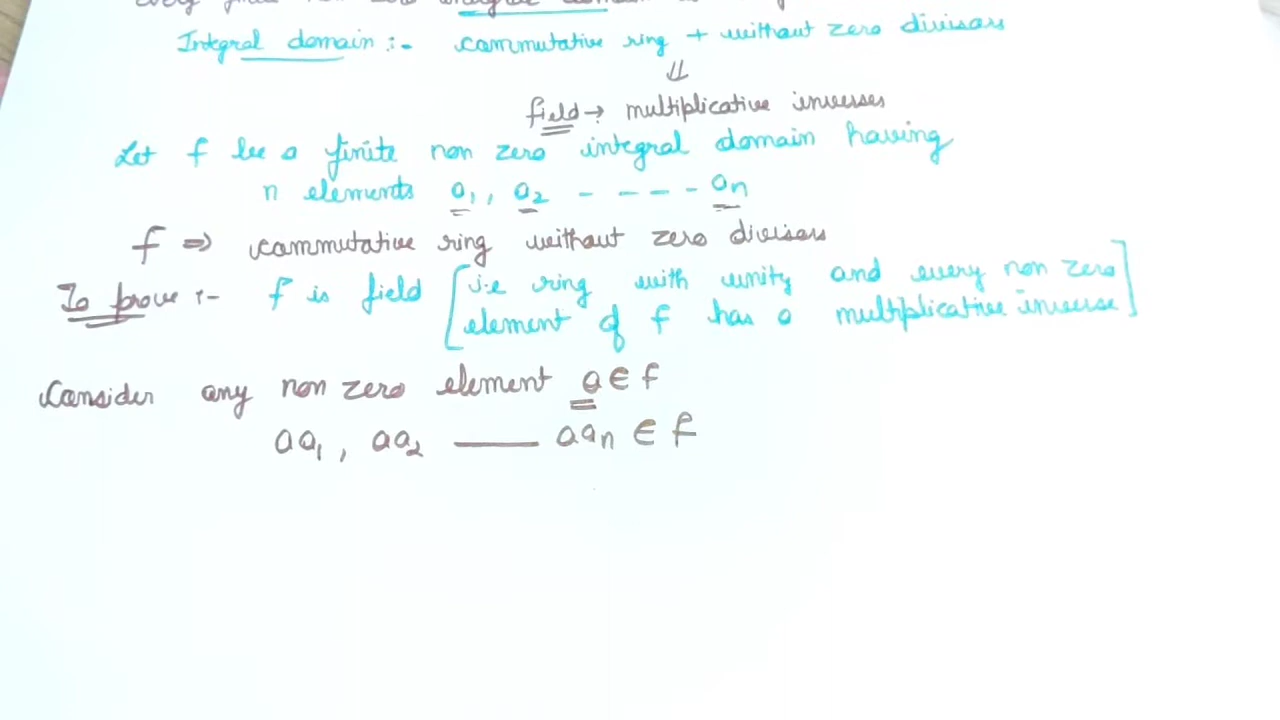 Integral domain :- commutative ring + without zero divisors
⇓
field → multiplicative inverses
Let f be a finite non zero integral domain having
n elements a1, a2 - - - - - an
f ⇒ commutative ring without zero divisors
To prove :- f is field [i.e ring with unity and every non zero
element of f has a multiplicative inverse]
Consider any non zero element a ∈ f
aa1, aa2 —— aan ∈ f